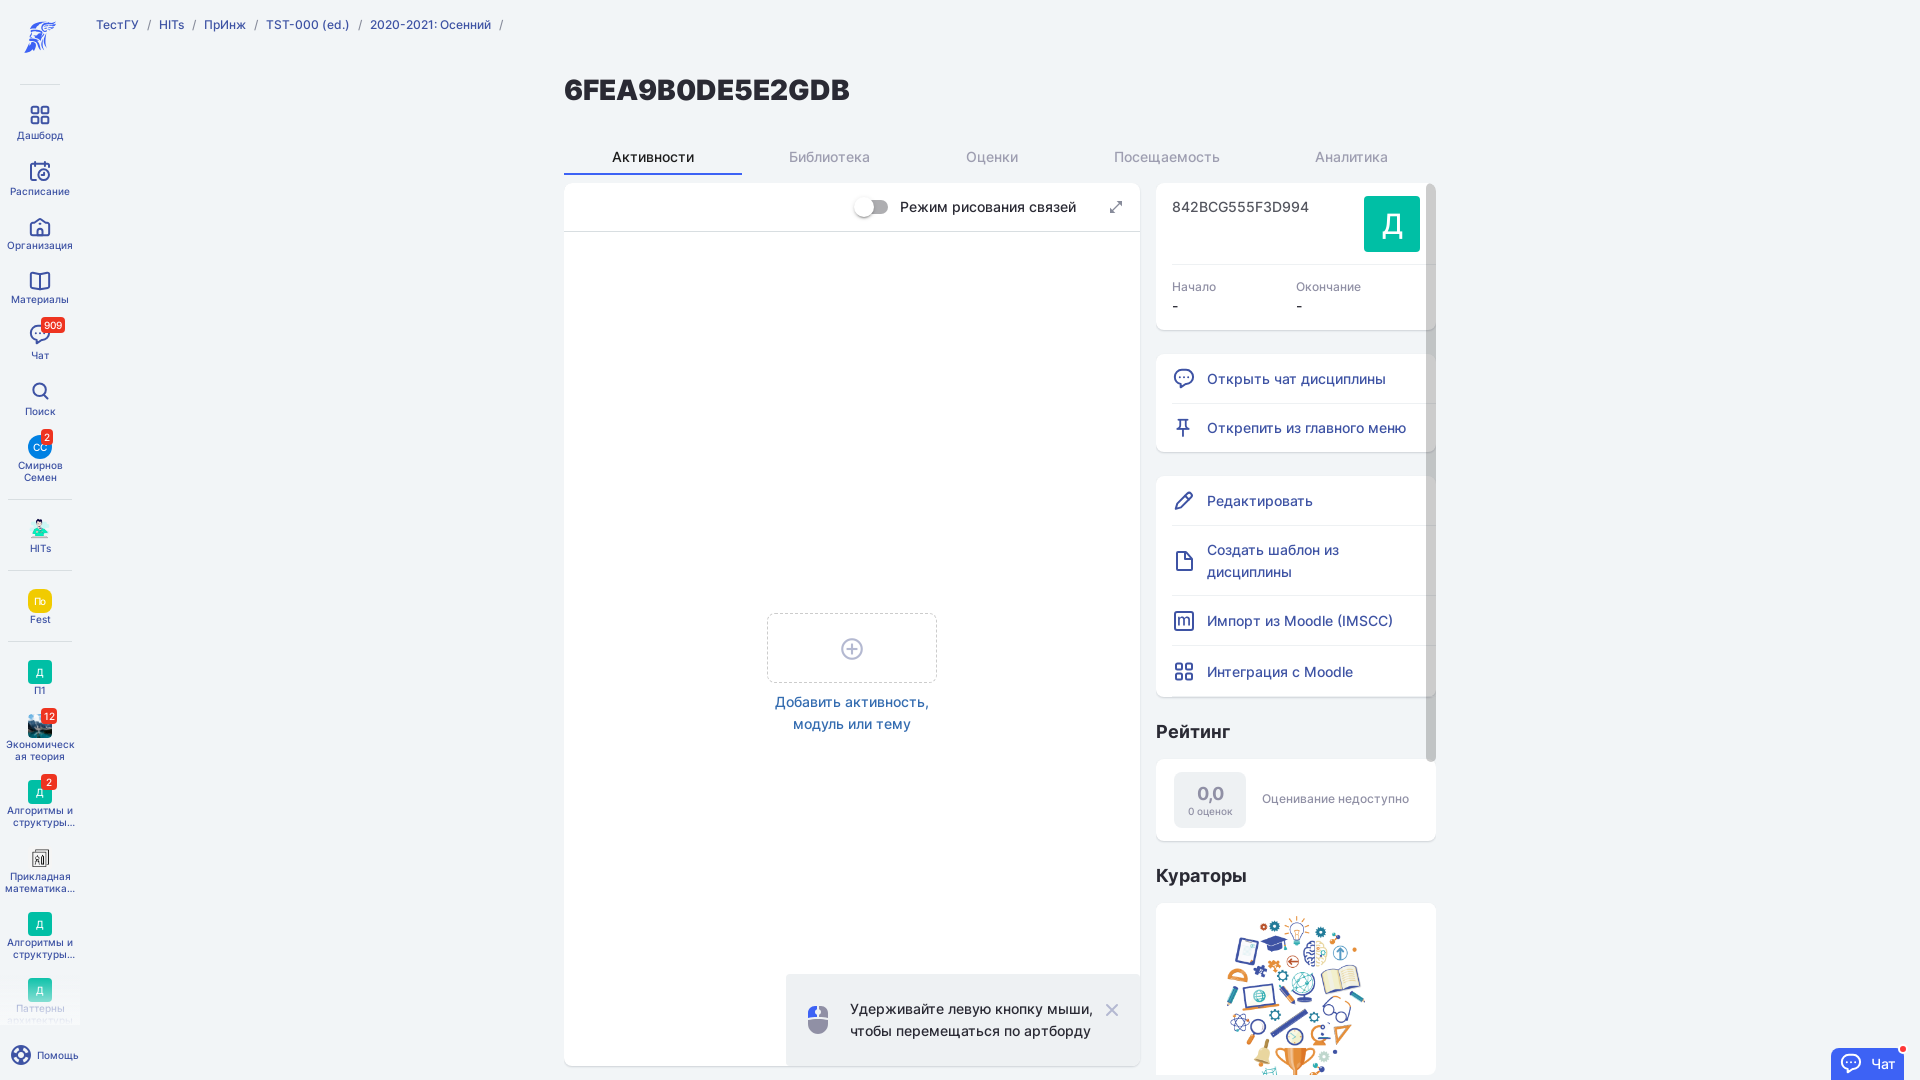 ТестГУ / HITs / ПрИнж / TST-000 (ed.) / 2020-2021: Осенний /
6FEA9B0DE5E2GDB
Дашборд
Расписание
Организация
Материалы
909
Чат
Поиск
2
СС
Смирнов
Семен
HITs
По
Fest
Д
П1
12
Экономическ
ая теория
2
Д
Алгоритмы и
структуры...
Прикладная
математика...
Д
Алгоритмы и
структуры...
Д
Паттерны
архитектуры
Помощь
Активности
Библиотека
Оценки
Посещаемость
Аналитика
Режим рисования связей
Добавить активность,
модуль или тему
Удерживайте левую кнопку мыши,
чтобы перемещаться по артборду
842BCG555F3D994
Д
Начало
Окончание
-
-
Открыть чат дисциплины
Открепить из главного меню
Редактировать
Создать шаблон из
дисциплины
m
Импорт из Moodle (IMSCC)
Интеграция с Moodle
Рейтинг
0,0
0 оценок
Оценивание недоступно
Кураторы
Чат